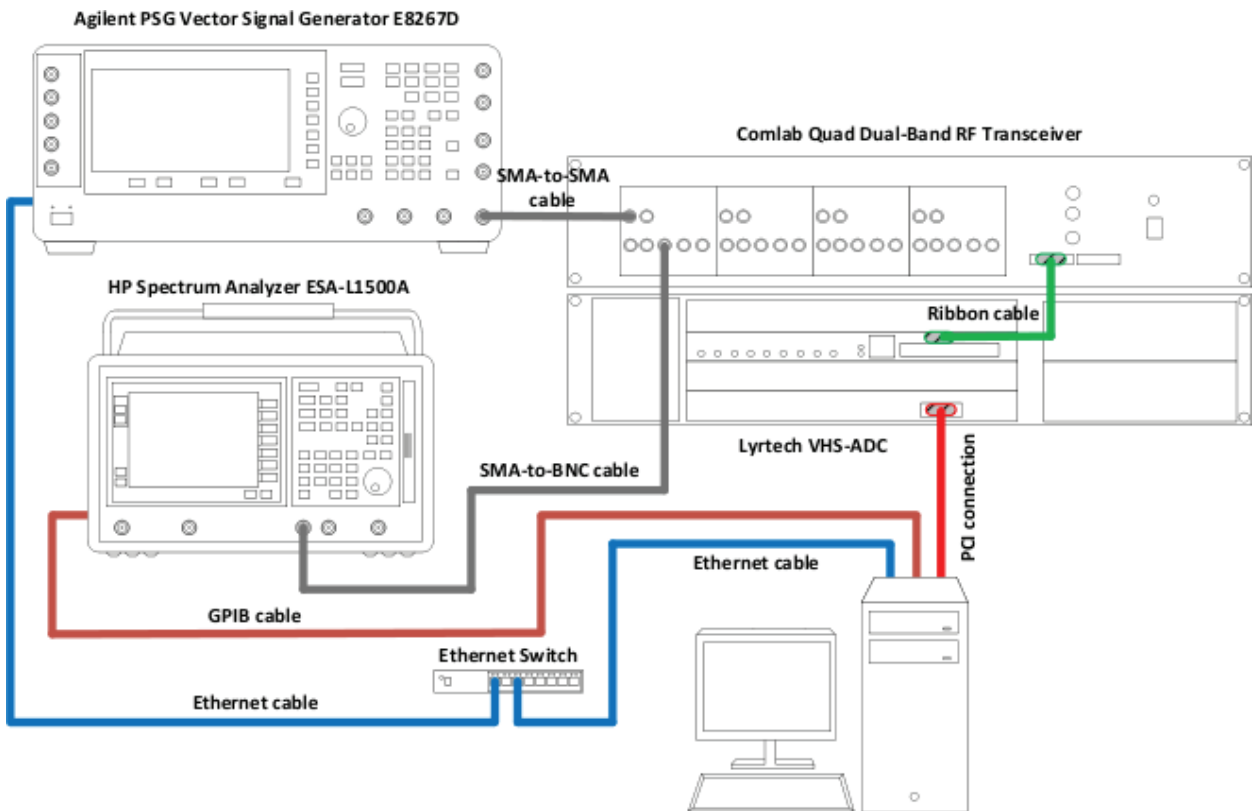 Agilent PSG Vector Signal Generator E8267D
Comlab Quad Dual-Band RF Transceiver
SMA-to-SMA
cable
HP Spectrum Analyzer ESA-L1500A
Ribbon cable
Lyrtech VHS-ADC
SMA-to-BNC cable
PCI connection
Ethernet cable
GPIB cable
Ethernet Switch
Ethernet cable